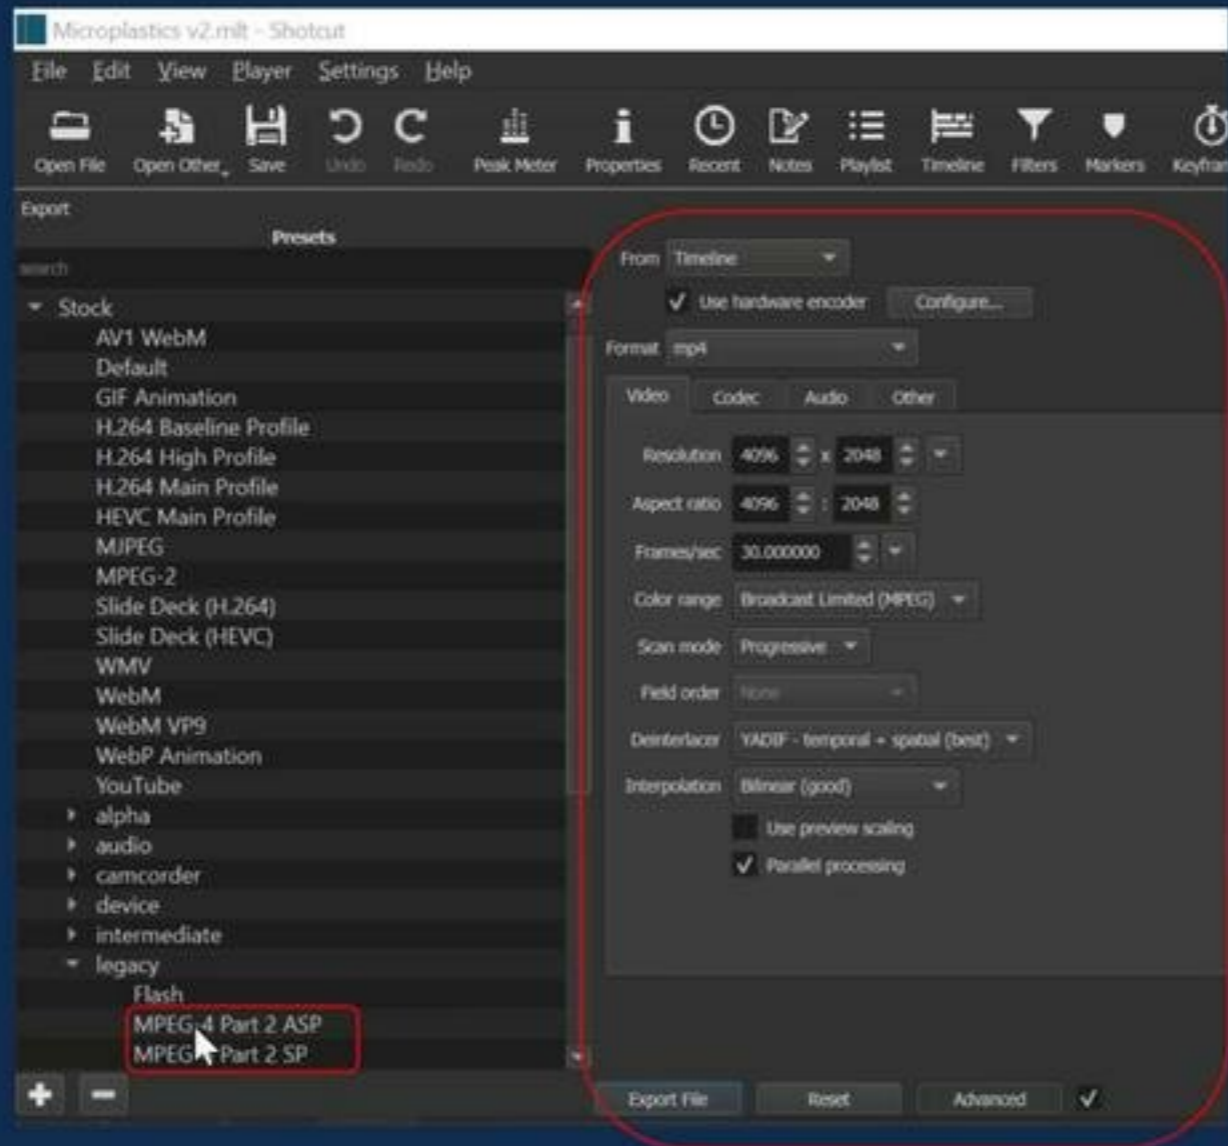 Microplastics v2.mlt - Shotcut
File Edit View Player Settings Help
Open File Open Other Save Undo Redo Peak Meter Properties Recent Notes Playlist Timeline Filters Markers Keyfram
Export
Presets
search
Stock
AV1 WebM
Default
GIF Animation
H.264 Baseline Profile
H.264 High Profile
H.264 Main Profile
HEVC Main Profile
MJPEG
MPEG-2
Slide Deck (H.264)
Slide Deck (HEVC)
WMV
WebM
WebM VP9
WebP Animation
YouTube
alpha
audio
camcorder
device
intermediate
legacy
Flash
MPEG-4 Part 2 ASP
MPEG-4 Part 2 SP
From Timeline
Use hardware encoder Configure...
Format mp4
Video Codec Audio Other
Resolution 4096 x 2048
Aspect ratio 4096 : 2048
Frames/sec 30.000000
Color range Broadcast Limited (MPEG)
Scan mode Progressive
Field order None
Deinterlacer YADIF - temporal + spatial (best)
Interpolation Bilinear (good)
Use preview scaling
Parallel processing
Export File Reset Advanced